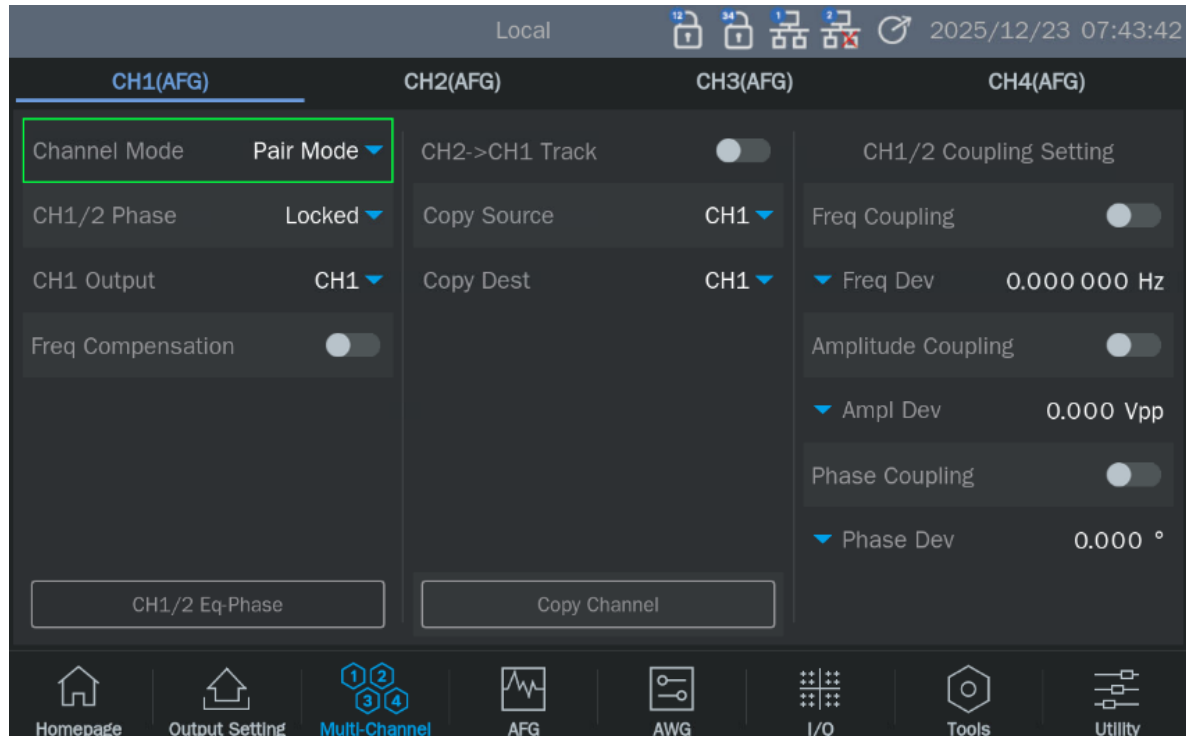 Local 12 34 1 2 2025/12/23 07:43:42
CH1(AFG) CH2(AFG) CH3(AFG) CH4(AFG)
Channel Mode Pair Mode
CH1/2 Phase Locked
CH1 Output CH1
Freq Compensation
CH1/2 Eq-Phase
CH2->CH1 Track
Copy Source CH1
Copy Dest CH1
Copy Channel
CH1/2 Coupling Setting
Freq Coupling
Freq Dev 0.000 000 Hz
Amplitude Coupling
Ampl Dev 0.000 Vpp
Phase Coupling
Phase Dev 0.000 °
1 2
3 4
Homepage Output Setting Multi-Channel AFG AWG I/O Tools Utility